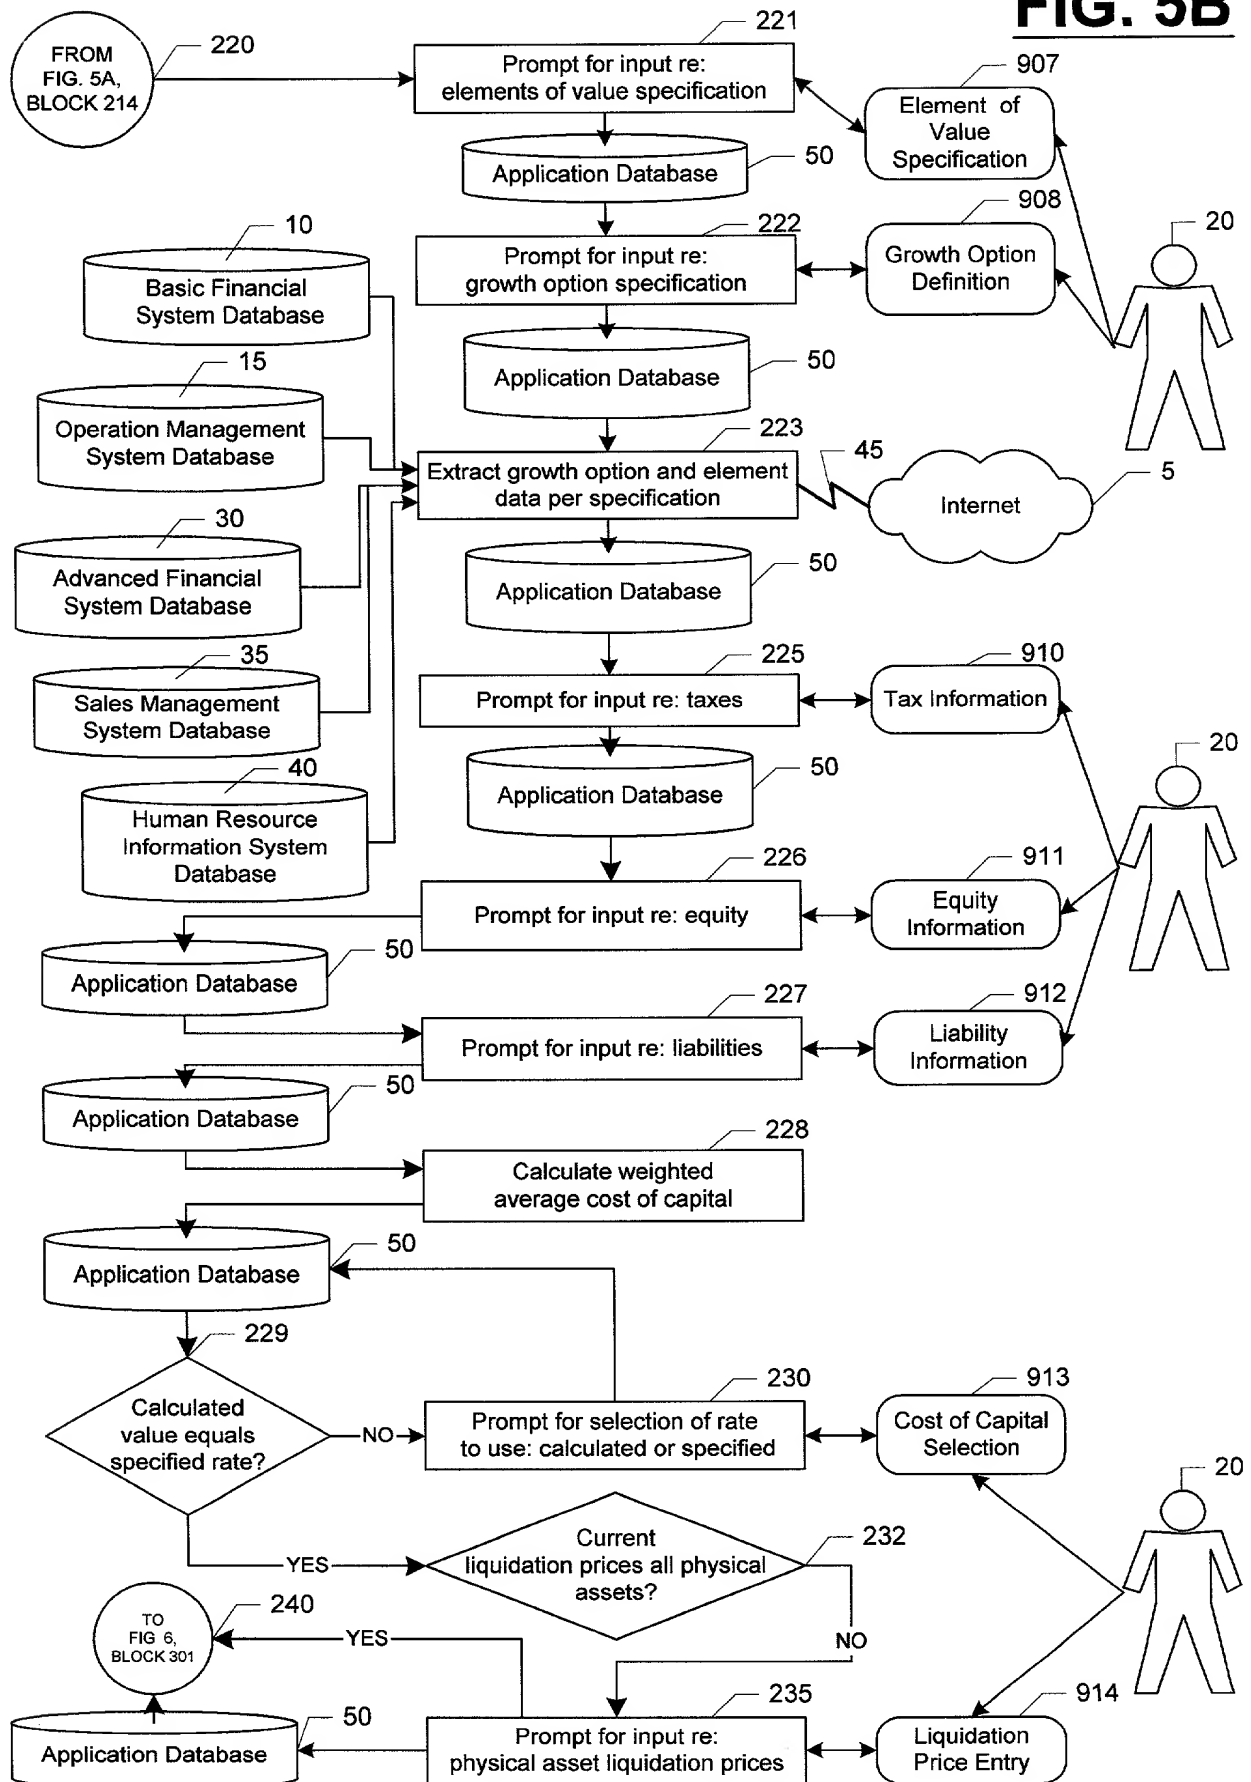 FIG. 5B
FROM
FIG. 5A,
BLOCK 214
220
221
Prompt for input re:
elements of value specification
907
Element of
Value
Specification
50
Application Database
908
Growth Option
Definition
20
222
Prompt for input re:
growth option specification
10
Basic Financial
System Database
50
Application Database
15
Operation Management
System Database
223
Extract growth option and element
data per specification
45
5
Internet
30
Advanced Financial
System Database
50
Application Database
35
Sales Management
System Database
225
Prompt for input re: taxes
910
Tax Information
20
50
Application Database
40
Human Resource
Information System
Database
226
Prompt for input re: equity
911
Equity
Information
50
Application Database
227
Prompt for input re: liabilities
912
Liability
Information
50
Application Database
228
Calculate weighted
average cost of capital
50
Application Database
229
Calculated
value equals
specified rate?
NO
230
Prompt for selection of rate
to use: calculated or specified
913
Cost of Capital
Selection
20
YES
Current
liquidation prices all physical
assets?
232
TO
FIG 6,
BLOCK 301
240
YES
NO
50
Application Database
235
Prompt for input re:
physical asset liquidation prices
914
Liquidation
Price Entry